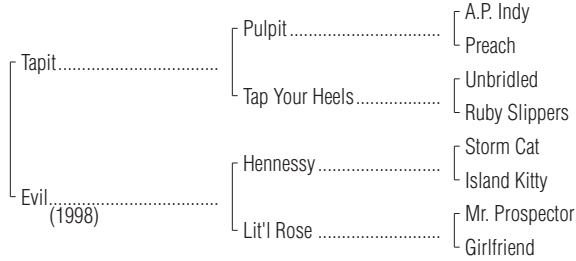 A.P. Indy
Pulpit
Preach
Tapit
Unbridled
Tap Your Heels
Ruby Slippers
Storm Cat
Hennessy
Island Kitty
Evil
(1998)
Mr. Prospector
Lit'l Rose
Girlfriend